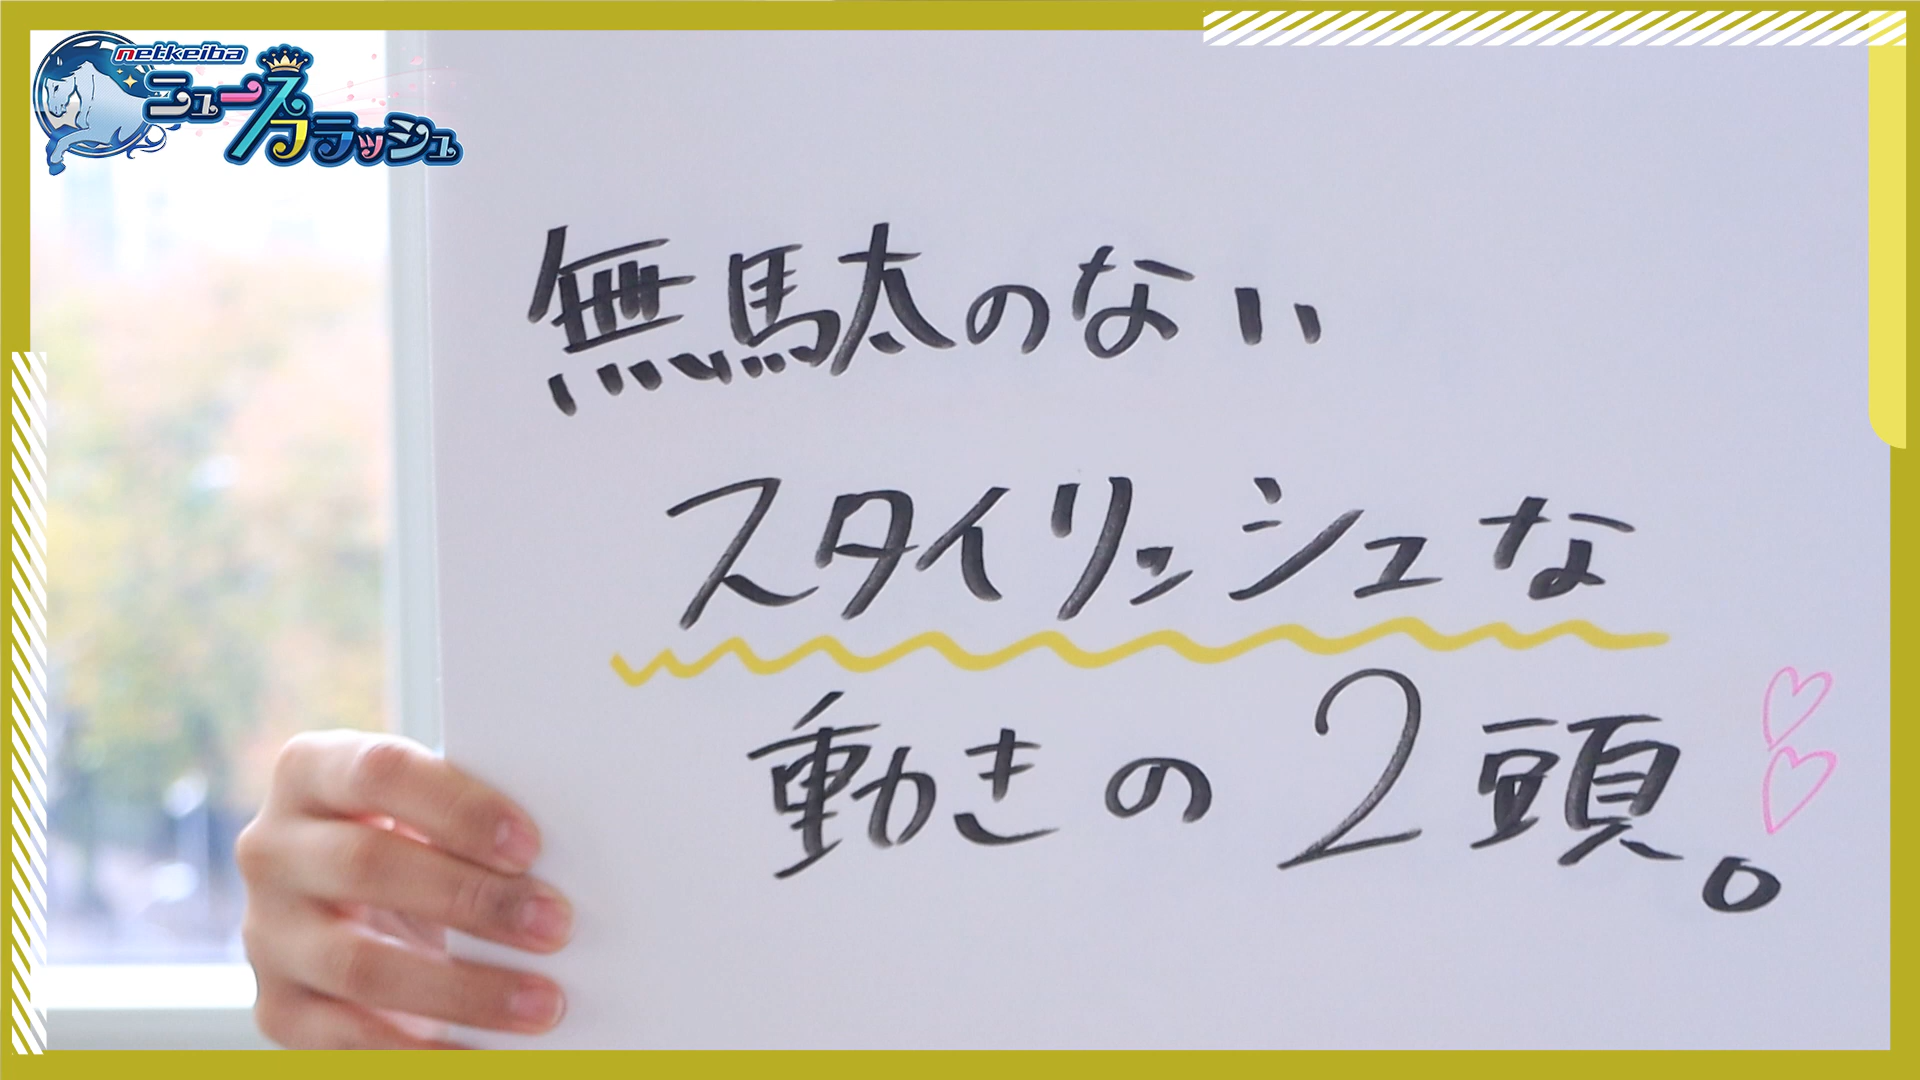 netkeiba
ニュースフラッシュ
無駄のない
スタイリッシュな
動きの2頭。